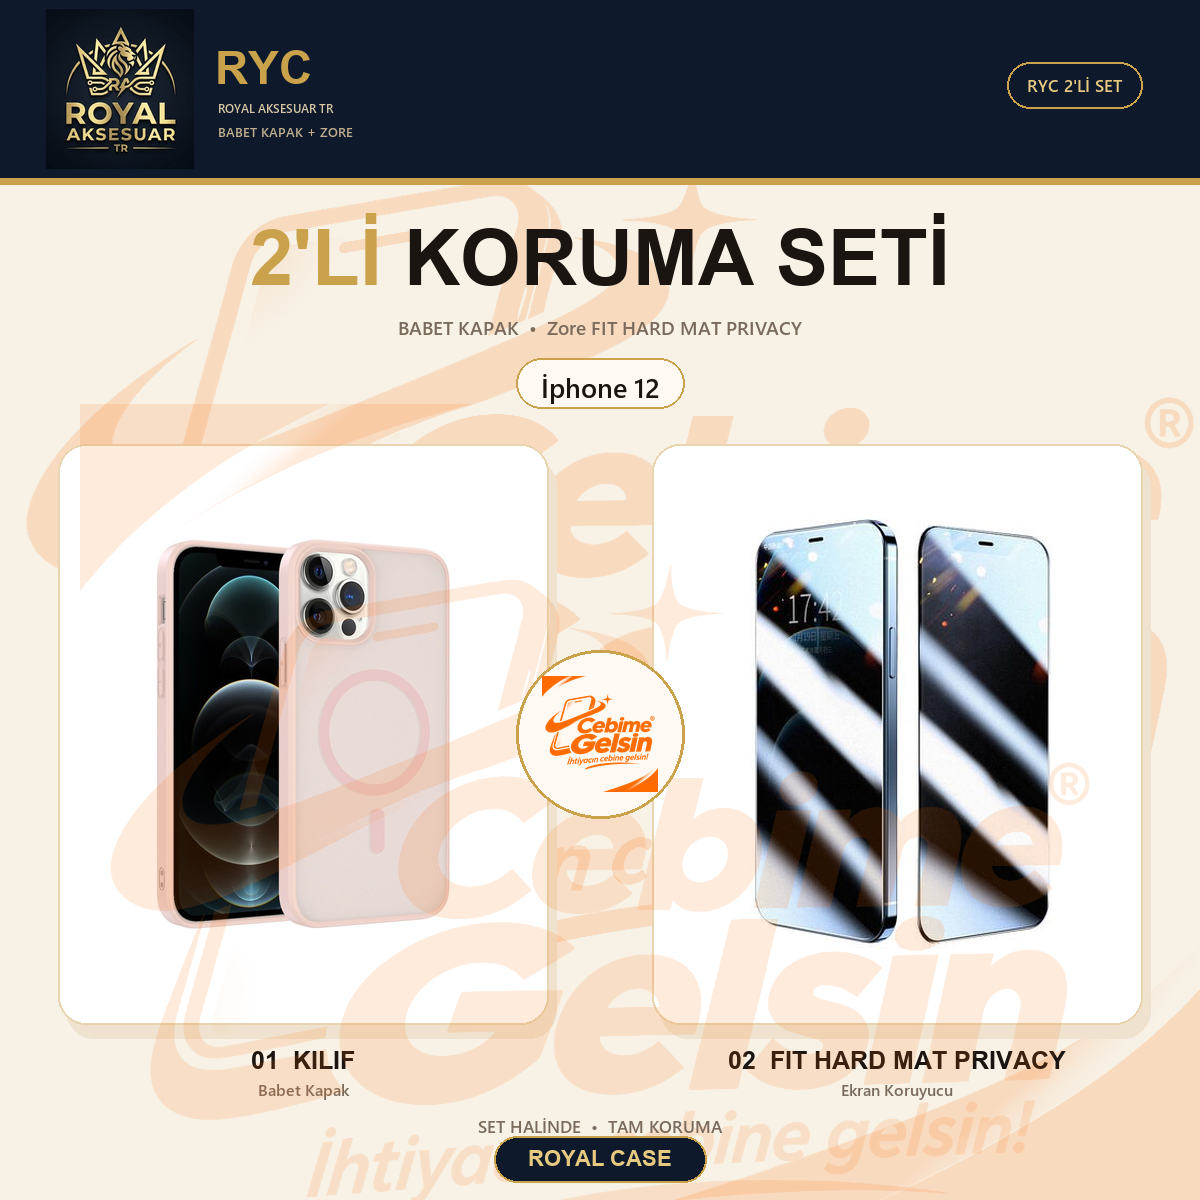 ROYAL
AKSESUAR
TR
RYC
ROYAL AKSESUAR TR
BABET KAPAK + ZORE
RYC 2'Lİ SET
2'Lİ KORUMA SETİ
BABET KAPAK • Zore FIT HARD MAT PRIVACY
İphone 12
17:42
Cebime
Gelsin
İhtiyacın cebine gelsin!
Cebime
Gelsin
®
01 KILIF
Babet Kapak
02 FIT HARD MAT PRIVACY
Ekran Koruyucu
SET HALİNDE • TAM KORUMA
ROYAL CASE